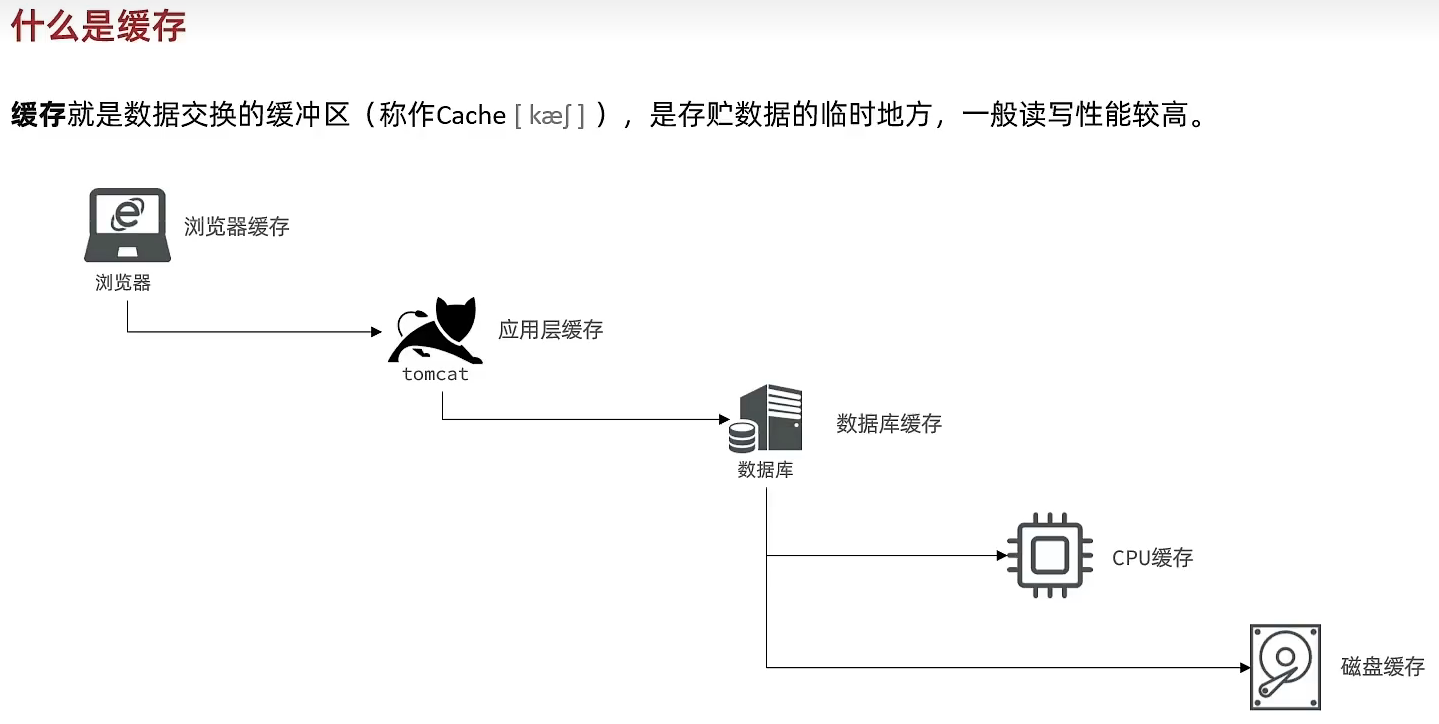 什么是缓存
缓存就是数据交换的缓冲区（称作Cache [ kæʃ ] ），是存贮数据的临时地方，一般读写性能较高。
浏览器缓存
浏览器
应用层缓存
tomcat
数据库缓存
数据库
CPU缓存
磁盘缓存